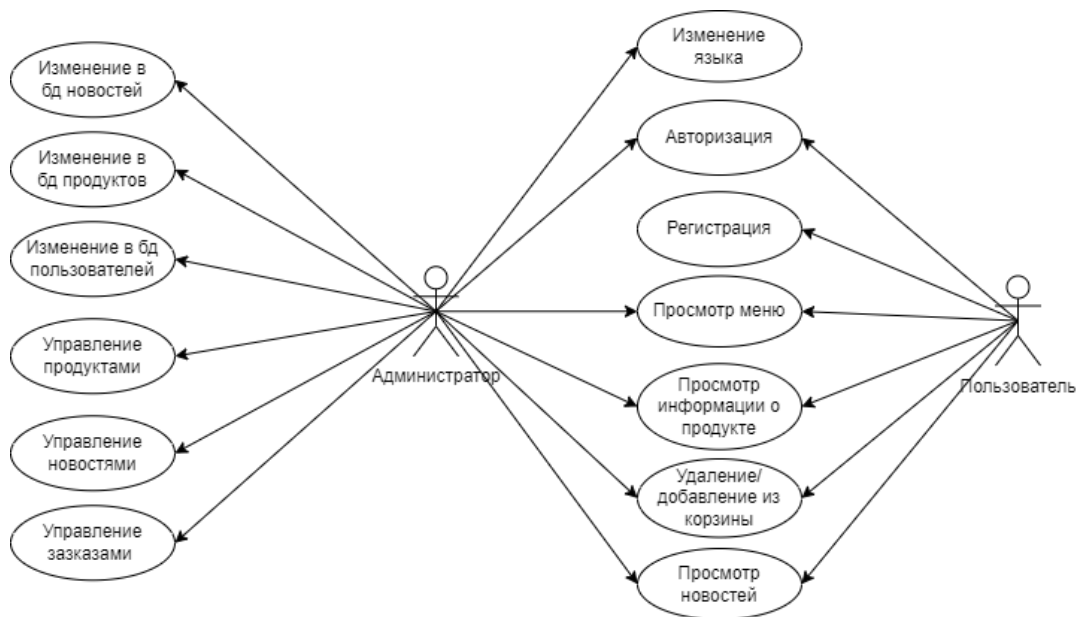 Изменение в
бд новостей
Изменение в
бд продуктов
Изменение в бд
пользователей
Управление
продуктами
Управление
новостями
Управление
зазказами
Администратор
Изменение
языка
Авторизация
Регистрация
Просмотр меню
Просмотр
информации о
продукте
Удаление/
добавление из
корзины
Просмотр
новостей
Пользователь